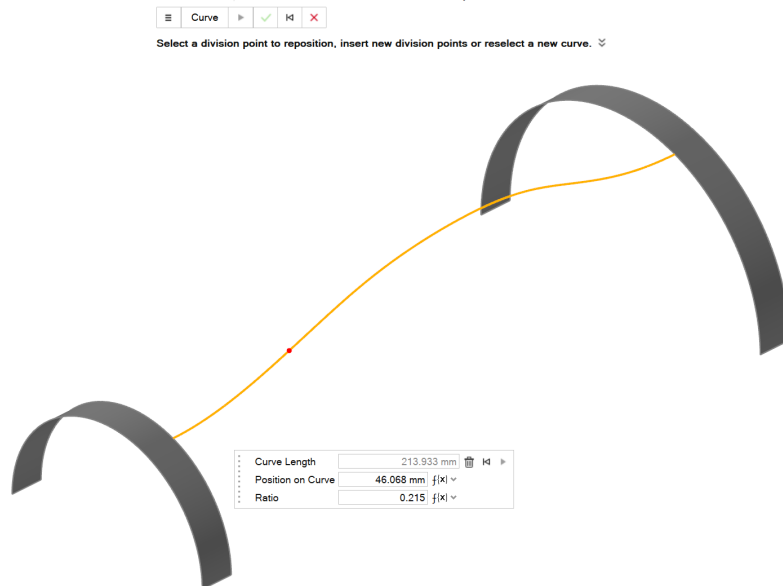 Curve
Select a division point to reposition, insert new division points or reselect a new curve.
Curve Length 213.933 mm
Position on Curve 46.068 mm f(x)
Ratio 0.215 f(x)